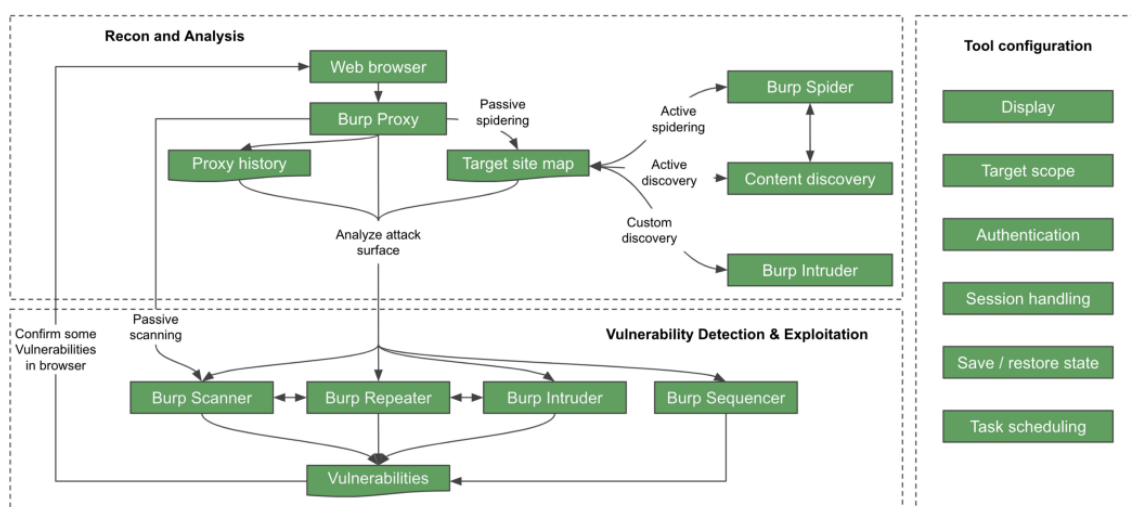 Recon and Analysis
Web browser
Burp Proxy
Passive
spidering
Proxy history
Target site map
Active
spidering
Active
discovery
Custom
discovery
Burp Spider
Content discovery
Burp Intruder
Analyze attack
surface
Confirm some
Vulnerabilities
in browser
Passive
scanning
Vulnerability Detection & Exploitation
Burp Scanner
Burp Repeater
Burp Intruder
Burp Sequencer
Vulnerabilities
Tool configuration
Display
Target scope
Authentication
Session handling
Save / restore state
Task scheduling